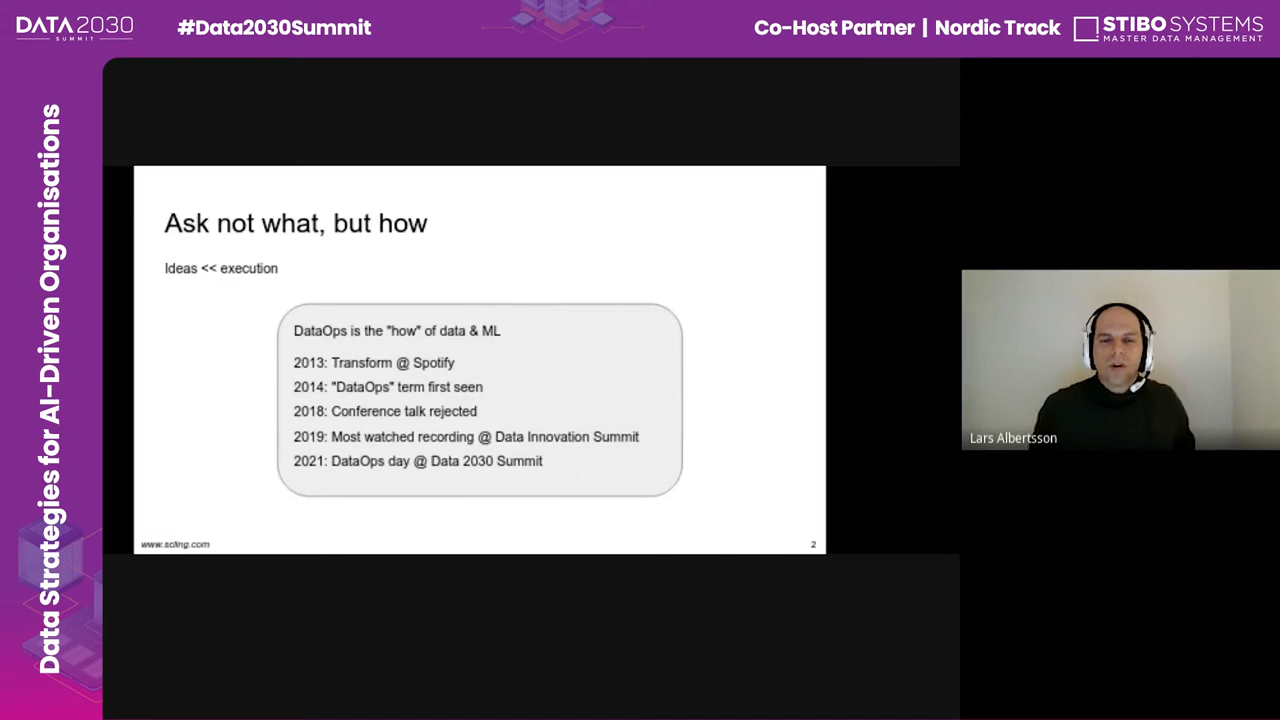 DATA2030
SUMMIT
#Data2030Summit
Co-Host Partner | Nordic Track
STIBO SYSTEMS
MASTER DATA MANAGEMENT
Data Strategies for AI-Driven Organisations
Ask not what, but how
Ideas << execution
DataOps is the "how" of data & ML
2013: Transform @ Spotify
2014: "DataOps" term first seen
2018: Conference talk rejected
2019: Most watched recording @ Data Innovation Summit
2021: DataOps day @ Data 2030 Summit
www.scling.com
2
Lars Albertsson